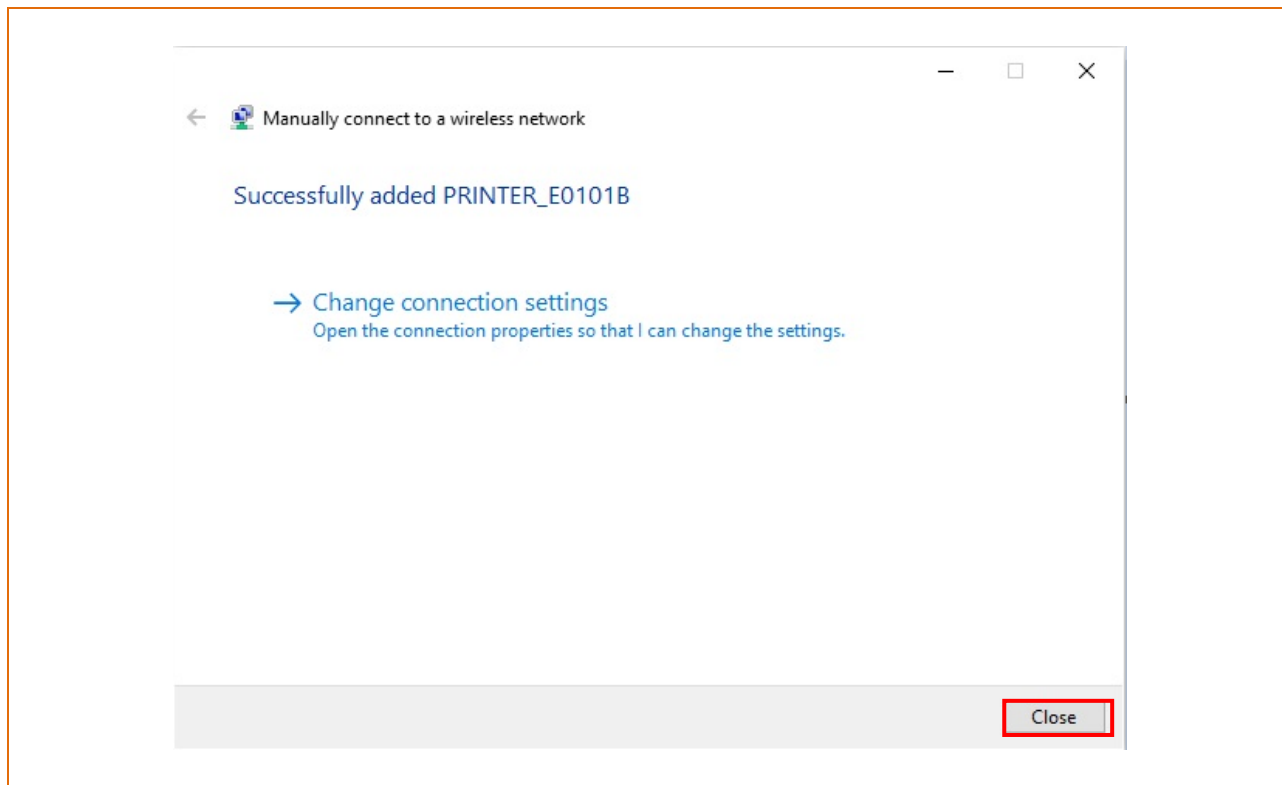 Manually connect to a wireless network
Successfully added PRINTER_E0101B
Change connection settings
Open the connection properties so that I can change the settings.
Close